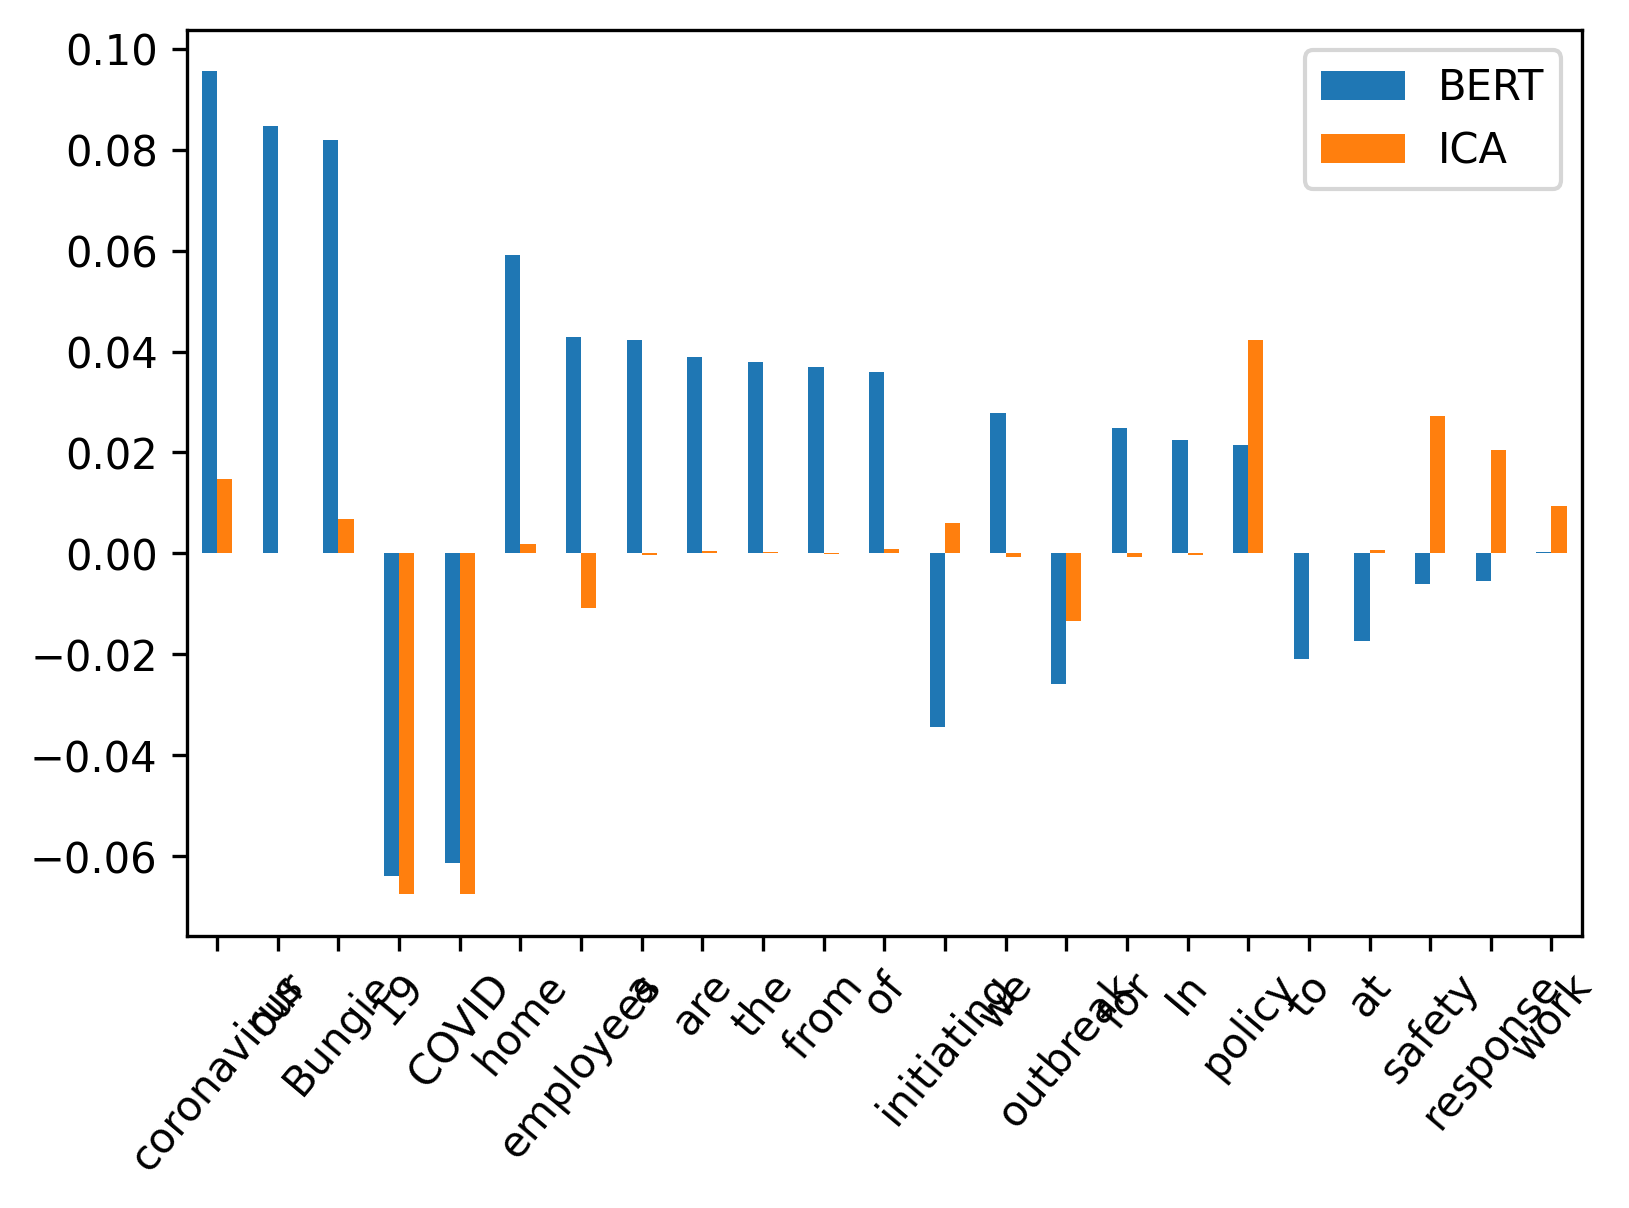 0.10
0.08
0.06
0.04
0.02
0.00
−0.02
−0.04
−0.06
BERT
ICA
coronavirus
our
Bungie
19
COVID
home
employees
a
are
the
from
of
initiating
we
outbreak
for
In
policy
to
at
safety
response
work